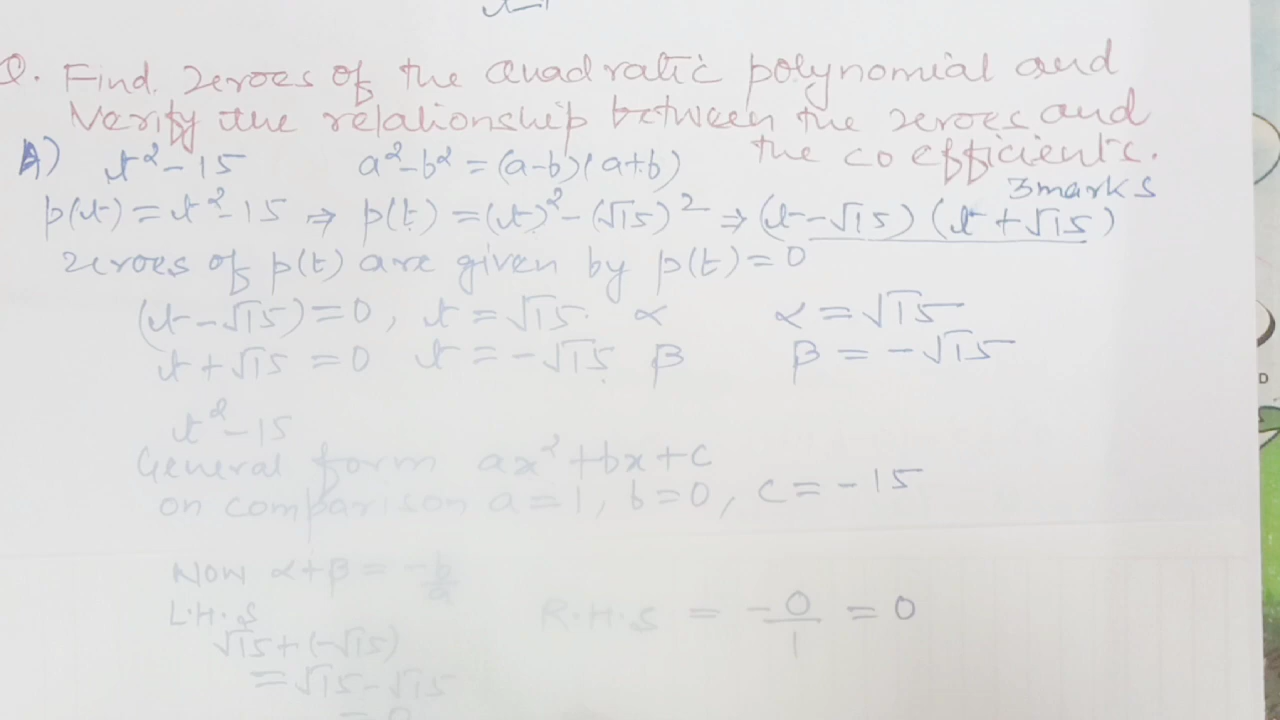 Q. Find zeroes of the quadratic polynomial and
Verify the relationship between the zeroes and
the coefficients.
A) t²-15 a²-b² = (a-b)(a+b)
3marks
p(t) = t²-15 ⇒ p(t) = (t)²-(√15)² ⇒ (t-√15)(t+√15)
zeroes of p(t) are given by p(t)=0
(t-√15)=0, t=√15. α α=√15
t+√15=0 t=-√15 β β=-√15
t²-15
General form ax²+bx+c
on comparison a=1, b=0, c=-15
Now α+β = -b/a
L.H.S R.H.S = -0/1 = 0
√15+(-√15)
=√15-√15
=0